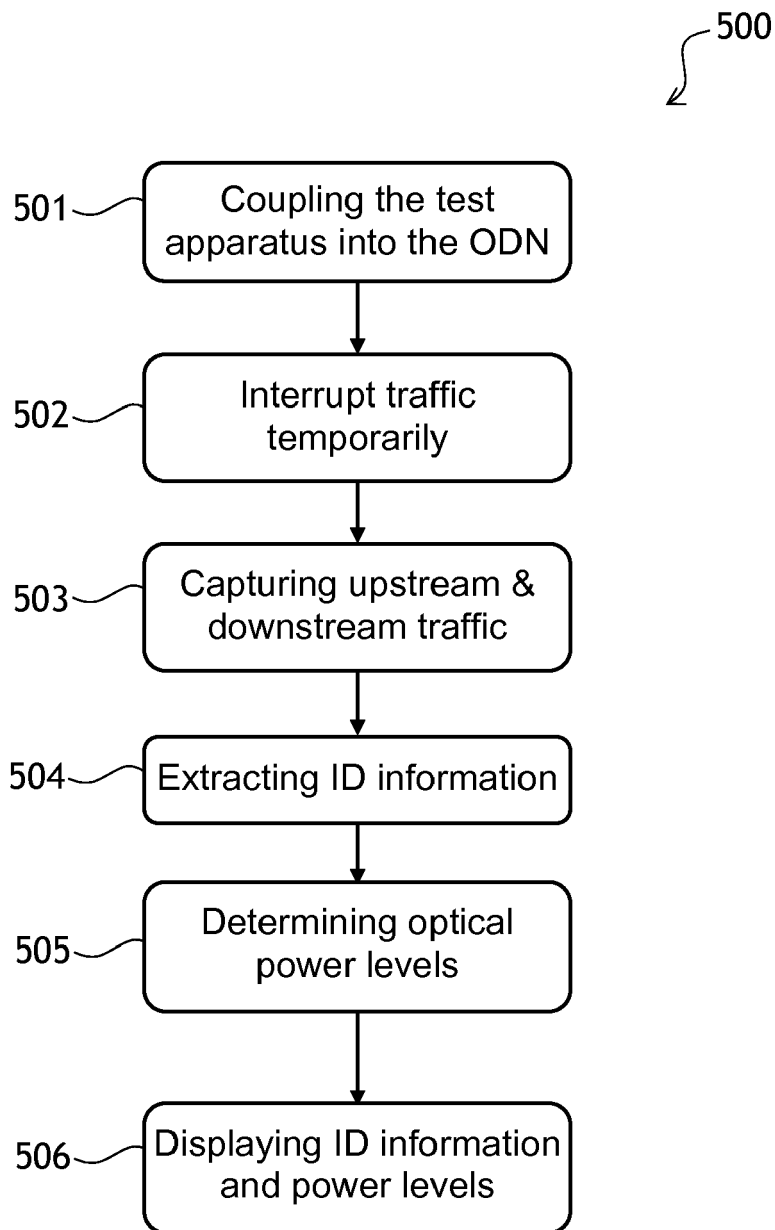 500
501
Coupling the test
apparatus into the ODN
502
Interrupt traffic
temporarily
503
Capturing upstream &
downstream traffic
504
Extracting ID information
505
Determining optical
power levels
506
Displaying ID information
and power levels